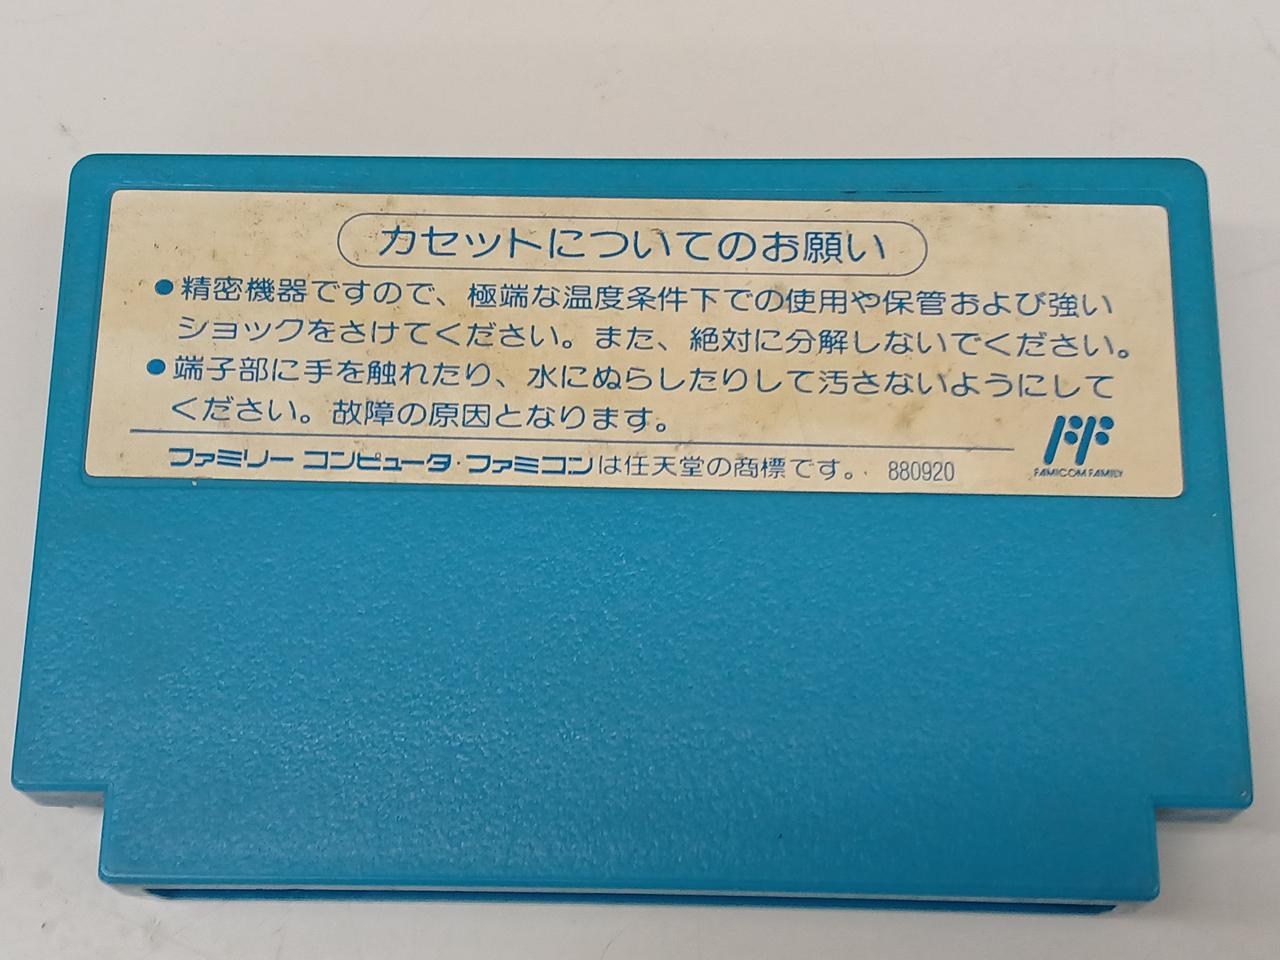 カセットについてのお願い
●精密機器ですので、極端な温度条件下での使用や保管および強い
ショックをさけてください。また、絶対に分解しないでください。
●端子部に手を触れたり、水にぬらしたりして汚さないようにして
ください。故障の原因となります。
ファミリーコンピュータ・ファミコンは任天堂の商標です。 880920
FF
FAMICOM FAMILY